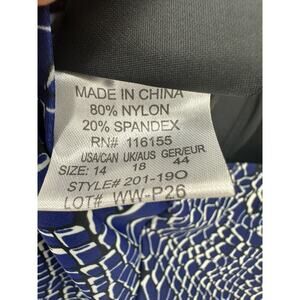 MADE IN CHINA
80% NYLON
20% SPANDEX
RN# 116155
USA/CAN UK/AUS GER/EUR
SIZE: 14 18 44
STYLE# 201-190
LOT# WW-P26